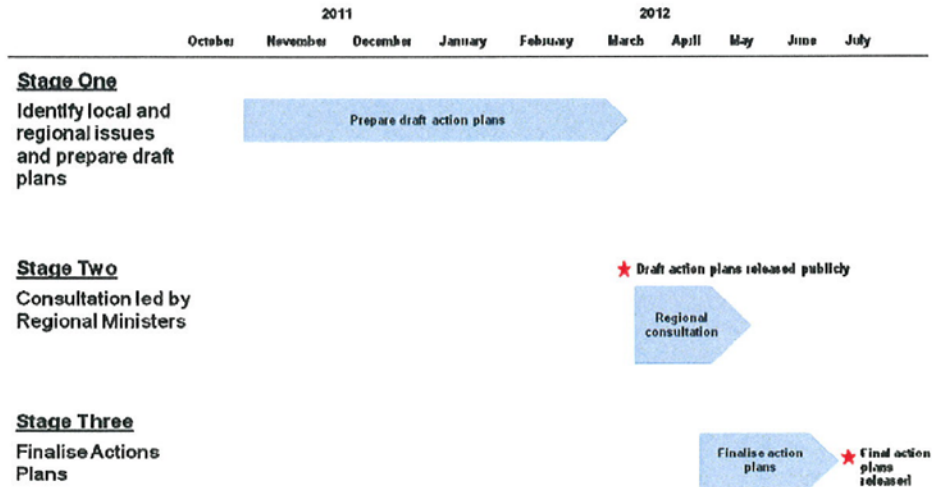 2011 2012
October November December January February March April May June July
Stage One
Identify local and
regional issues
and prepare draft
plans
Prepare draft action plans
Stage Two
Consultation led by
Regional Ministers
Draft action plans released publicly
Regional
consultation
Stage Three
Finalise Actions
Plans
Finalise action
plans
Final action
plans
released